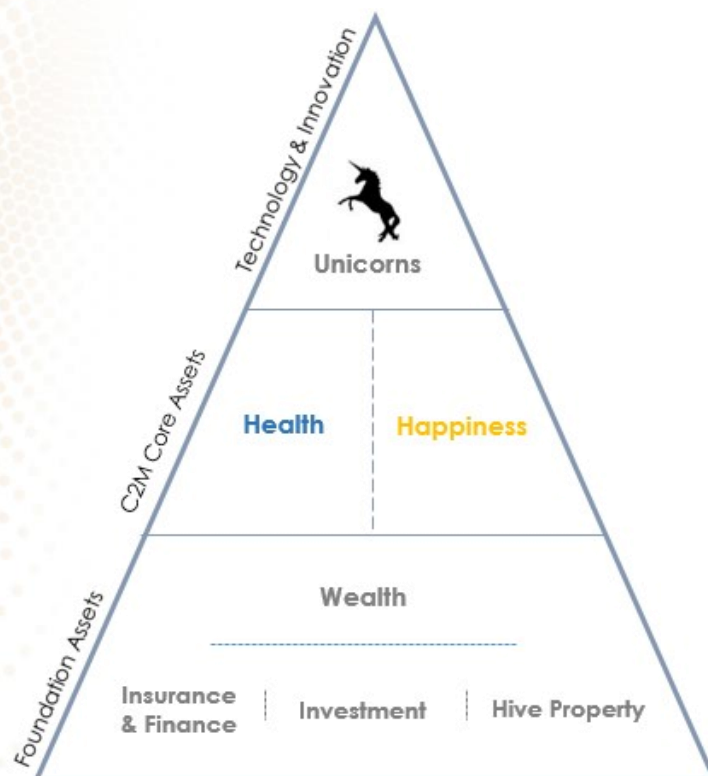 Technology & Innovation
Unicorns
C2M Core Assets
Health
Happiness
Foundation Assets
Wealth
Insurance
& Finance
Investment
Hive Property